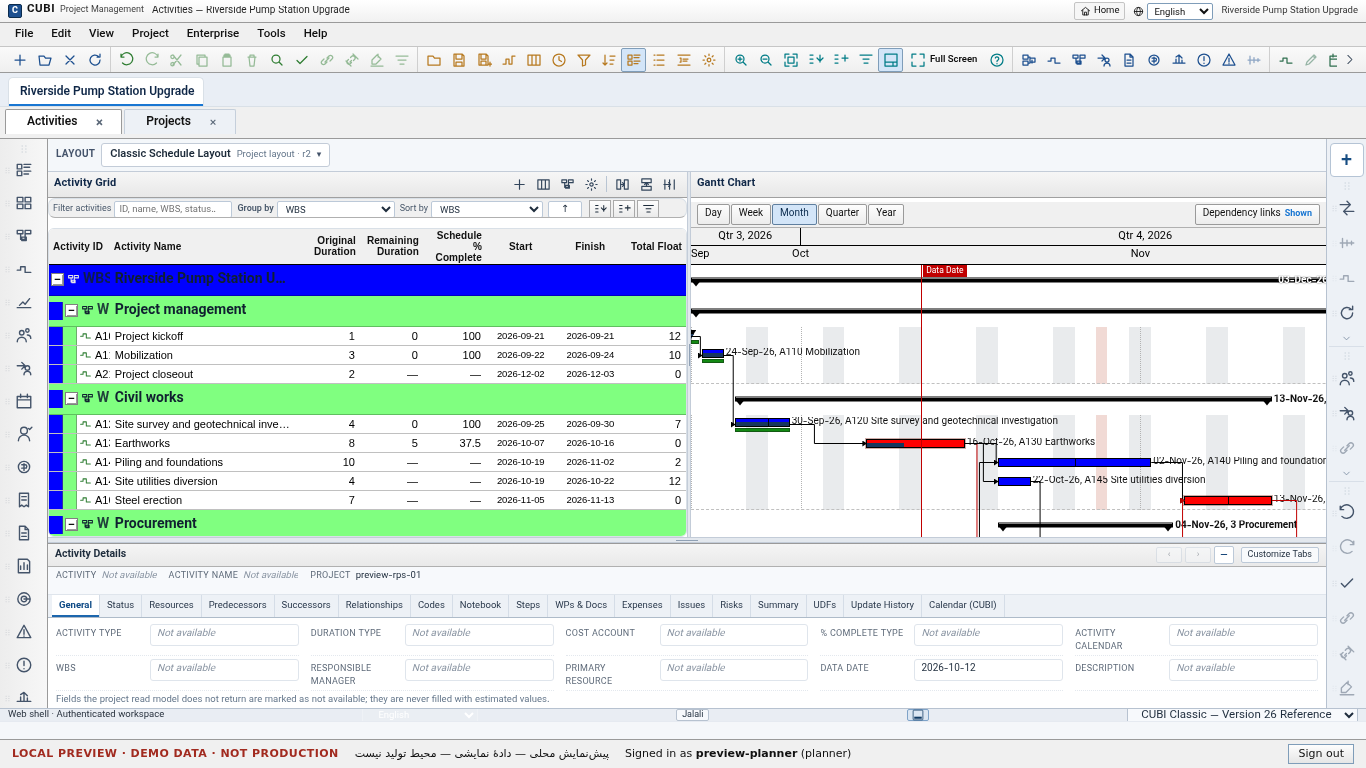 C CUBI Project Management Activities — Riverside Pump Station Upgrade Home English Riverside Pump Station Upgrade
File Edit View Project Enterprise Tools Help
Full Screen
Riverside Pump Station Upgrade
Activities × Projects ×
LAYOUT Classic Schedule Layout Project layout · r2
Activity Grid
Filter activities ID, name, WBS, status.. Group by WBS Sort by WBS ↑
Activity ID Activity Name Original Duration Remaining Duration Schedule % Complete Start Finish Total Float
WBS Riverside Pump Station U...
W Project management
A10 Project kickoff 1 0 100 2026-09-21 2026-09-21 12
A1 Mobilization 3 0 100 2026-09-22 2026-09-24 10
A2 Project closeout 2 — — 2026-12-02 2026-12-03 0
W Civil works
A1 Site survey and geotechnical inve... 4 0 100 2026-09-25 2026-09-30 7
A1 Earthworks 8 5 37.5 2026-10-07 2026-10-16 0
A1 Piling and foundations 10 — — 2026-10-19 2026-11-02 2
A1 Site utilities diversion 4 — — 2026-10-19 2026-10-22 12
A1 Steel erection 7 — — 2026-11-05 2026-11-13 0
W Procurement
Gantt Chart
Day Week Month Quarter Year Dependency links Shown
Qtr 3, 2026 Qtr 4, 2026
Sep Oct Nov
Data Date
03-Dec-26
24-Sep-26, A110 Mobilization
13-Nov-26,
30-Sep-26, A120 Site survey and geotechnical investigation
16-Oct-26, A130 Earthworks
02-Nov-26, A140 Piling and foundation
22-Oct-26, A145 Site utilities diversion
13-Nov-26,
04-Nov-26, 3 Procurement
Activity Details Customize Tabs
ACTIVITY Not available ACTIVITY NAME Not available PROJECT preview-rps-01
General Status Resources Predecessors Successors Relationships Codes Notebook Steps WPs & Docs Expenses Issues Risks Summary UDFs Update History Calendar (CUBI)
ACTIVITY TYPE Not available DURATION TYPE Not available COST ACCOUNT Not available % COMPLETE TYPE Not available ACTIVITY CALENDAR Not available
WBS Not available RESPONSIBLE MANAGER Not available PRIMARY RESOURCE Not available DATA DATE 2026-10-12 DESCRIPTION Not available
Fields the project read model does not return are marked as not available; they are never filled with estimated values.
Web shell · Authenticated workspace English Jalali CUBI Classic — Version 26 Reference
LOCAL PREVIEW · DEMO DATA · NOT PRODUCTION پیش‌نمایش محلی — دادهٔ نمایشی — محیط تولید نیست Signed in as preview-planner (planner) Sign out